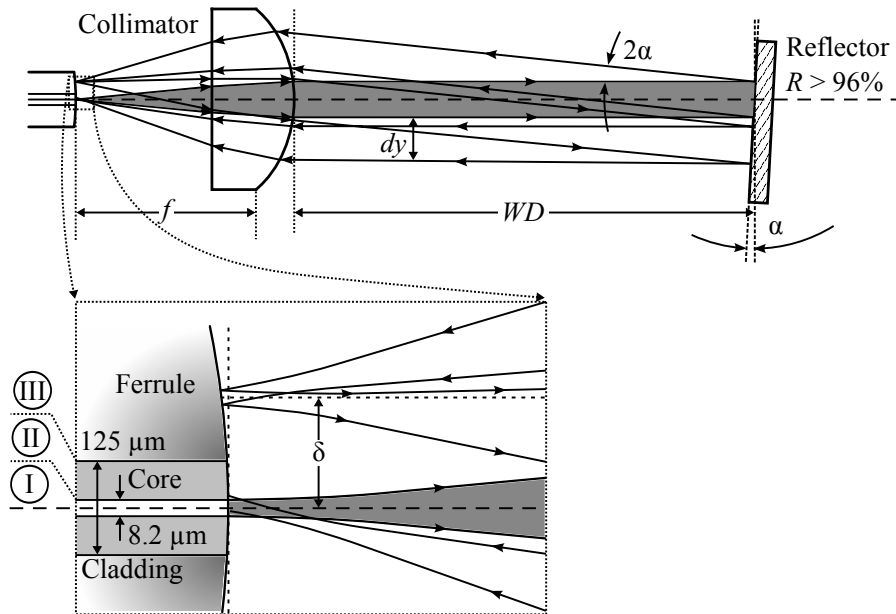 Collimator
2α
Reflector
R > 96%
dy
f
WD
α
Ferrule
III
II
I
125 µm
Core
δ
8.2 µm
Cladding